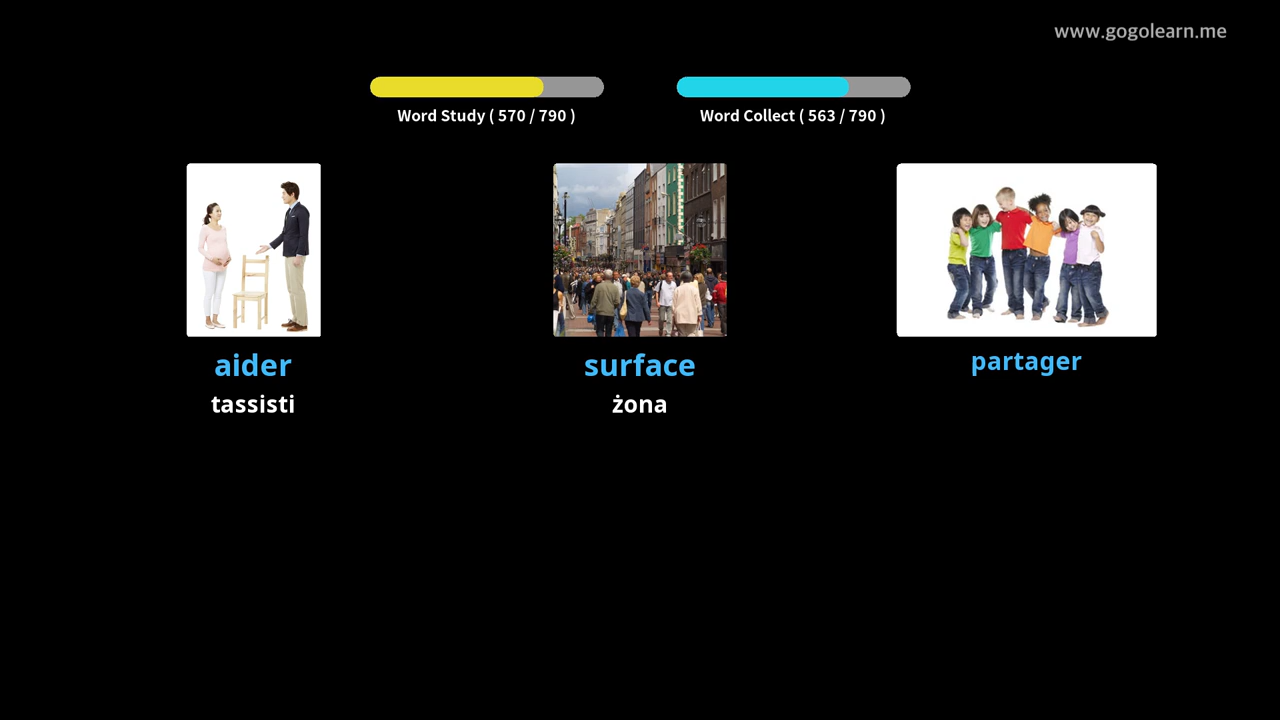 www.gogolearn.me
Word Study ( 570 / 790 )
Word Collect ( 563 / 790 )
aider
tassisti
surface
żona
partager